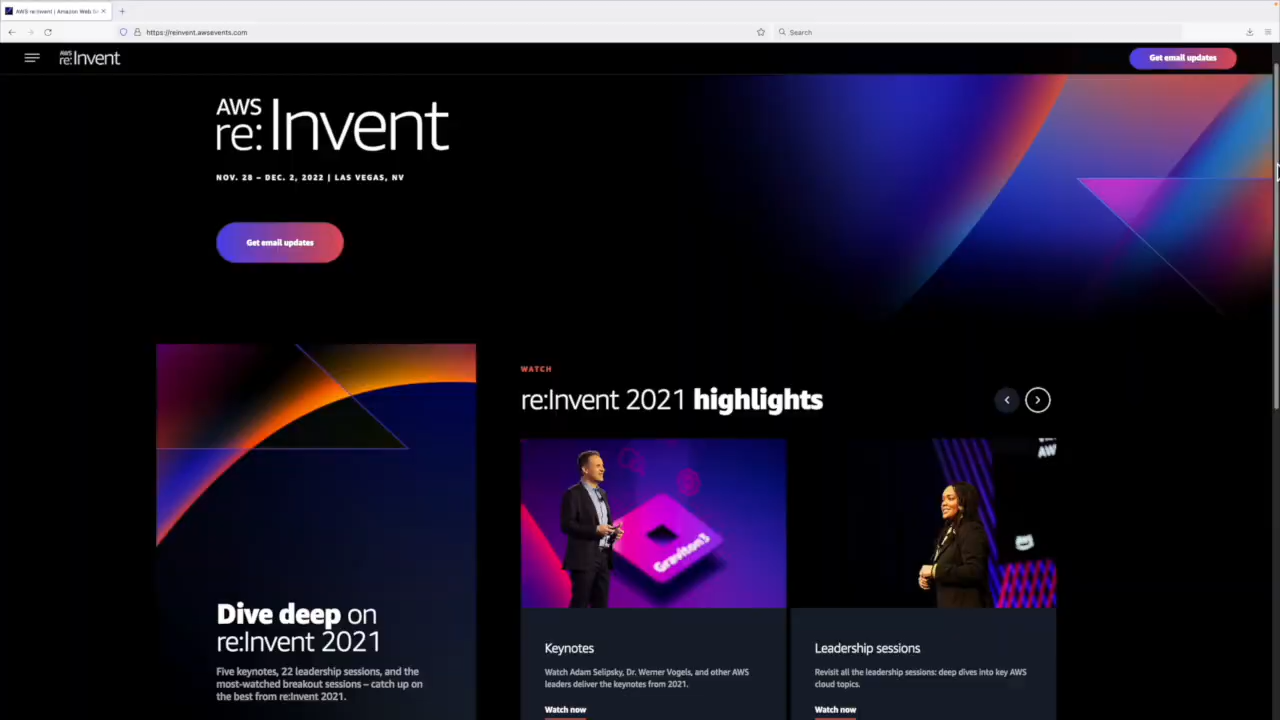 AWS re:Invent | Amazon Web Se
https://reinvent.awsevents.com
Search
AWS
re:Invent
Get email updates
AWS
re:Invent
NOV. 28 – DEC. 2, 2022 | LAS VEGAS, NV
Get email updates
WATCH
re:Invent 2021 highlights
Graviton3
AW
Dive deep on
re:Invent 2021
Five keynotes, 22 leadership sessions, and the
most-watched breakout sessions – catch up on
the best from re:Invent 2021.
Keynotes
Watch Adam Selipsky, Dr. Werner Vogels, and other AWS
leaders deliver the keynotes from 2021.
Watch now
Leadership sessions
Revisit all the leadership sessions: deep dives into key AWS
cloud topics.
Watch now